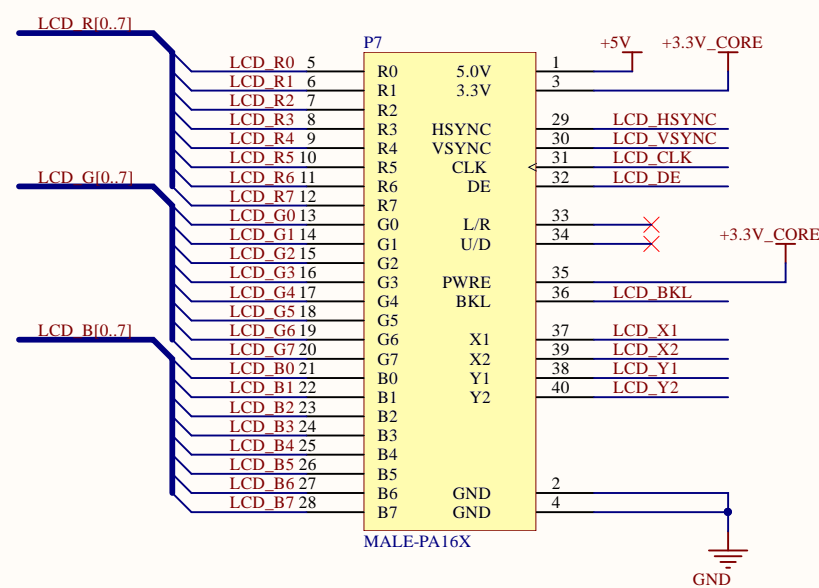 LCD_R[0..7]
P7
+5V
+3.3V_CORE
LCD_R0 5 R0 5.0V 1
LCD_R1 6 R1 3.3V 3
LCD_R2 7 R2
LCD_R3 8 R3 HSYNC 29 LCD_HSYNC
LCD_R4 9 R4 VSYNC 30 LCD_VSYNC
LCD_R5 10 R5 CLK 31 LCD_CLK
LCD_R6 11 R6 DE 32 LCD_DE
LCD_G[0..7]
LCD_R7 12 R7
LCD_G0 13 G0 L/R 33
LCD_G1 14 G1 U/D 34
+3.3V_CORE
LCD_G2 15 G2
LCD_G3 16 G3 PWRE 35
LCD_G4 17 G4 BKL 36 LCD_BKL
LCD_G5 18 G5
LCD_B[0..7]
LCD_G6 19 G6 X1 37 LCD_X1
LCD_G7 20 G7 X2 39 LCD_X2
LCD_B0 21 B0 Y1 38 LCD_Y1
LCD_B1 22 B1 Y2 40 LCD_Y2
LCD_B2 23 B2
LCD_B3 24 B3
LCD_B4 25 B4
LCD_B5 26 B5
LCD_B6 27 B6 GND 2
LCD_B7 28 B7 GND 4
MALE-PA16X
GND